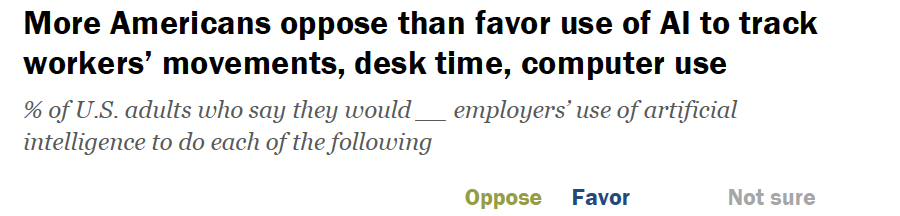 More Americans oppose than favor use of AI to track
workers’ movements, desk time, computer use
% of U.S. adults who say they would __ employers’ use of artificial
intelligence to do each of the following
Oppose Favor Not sure